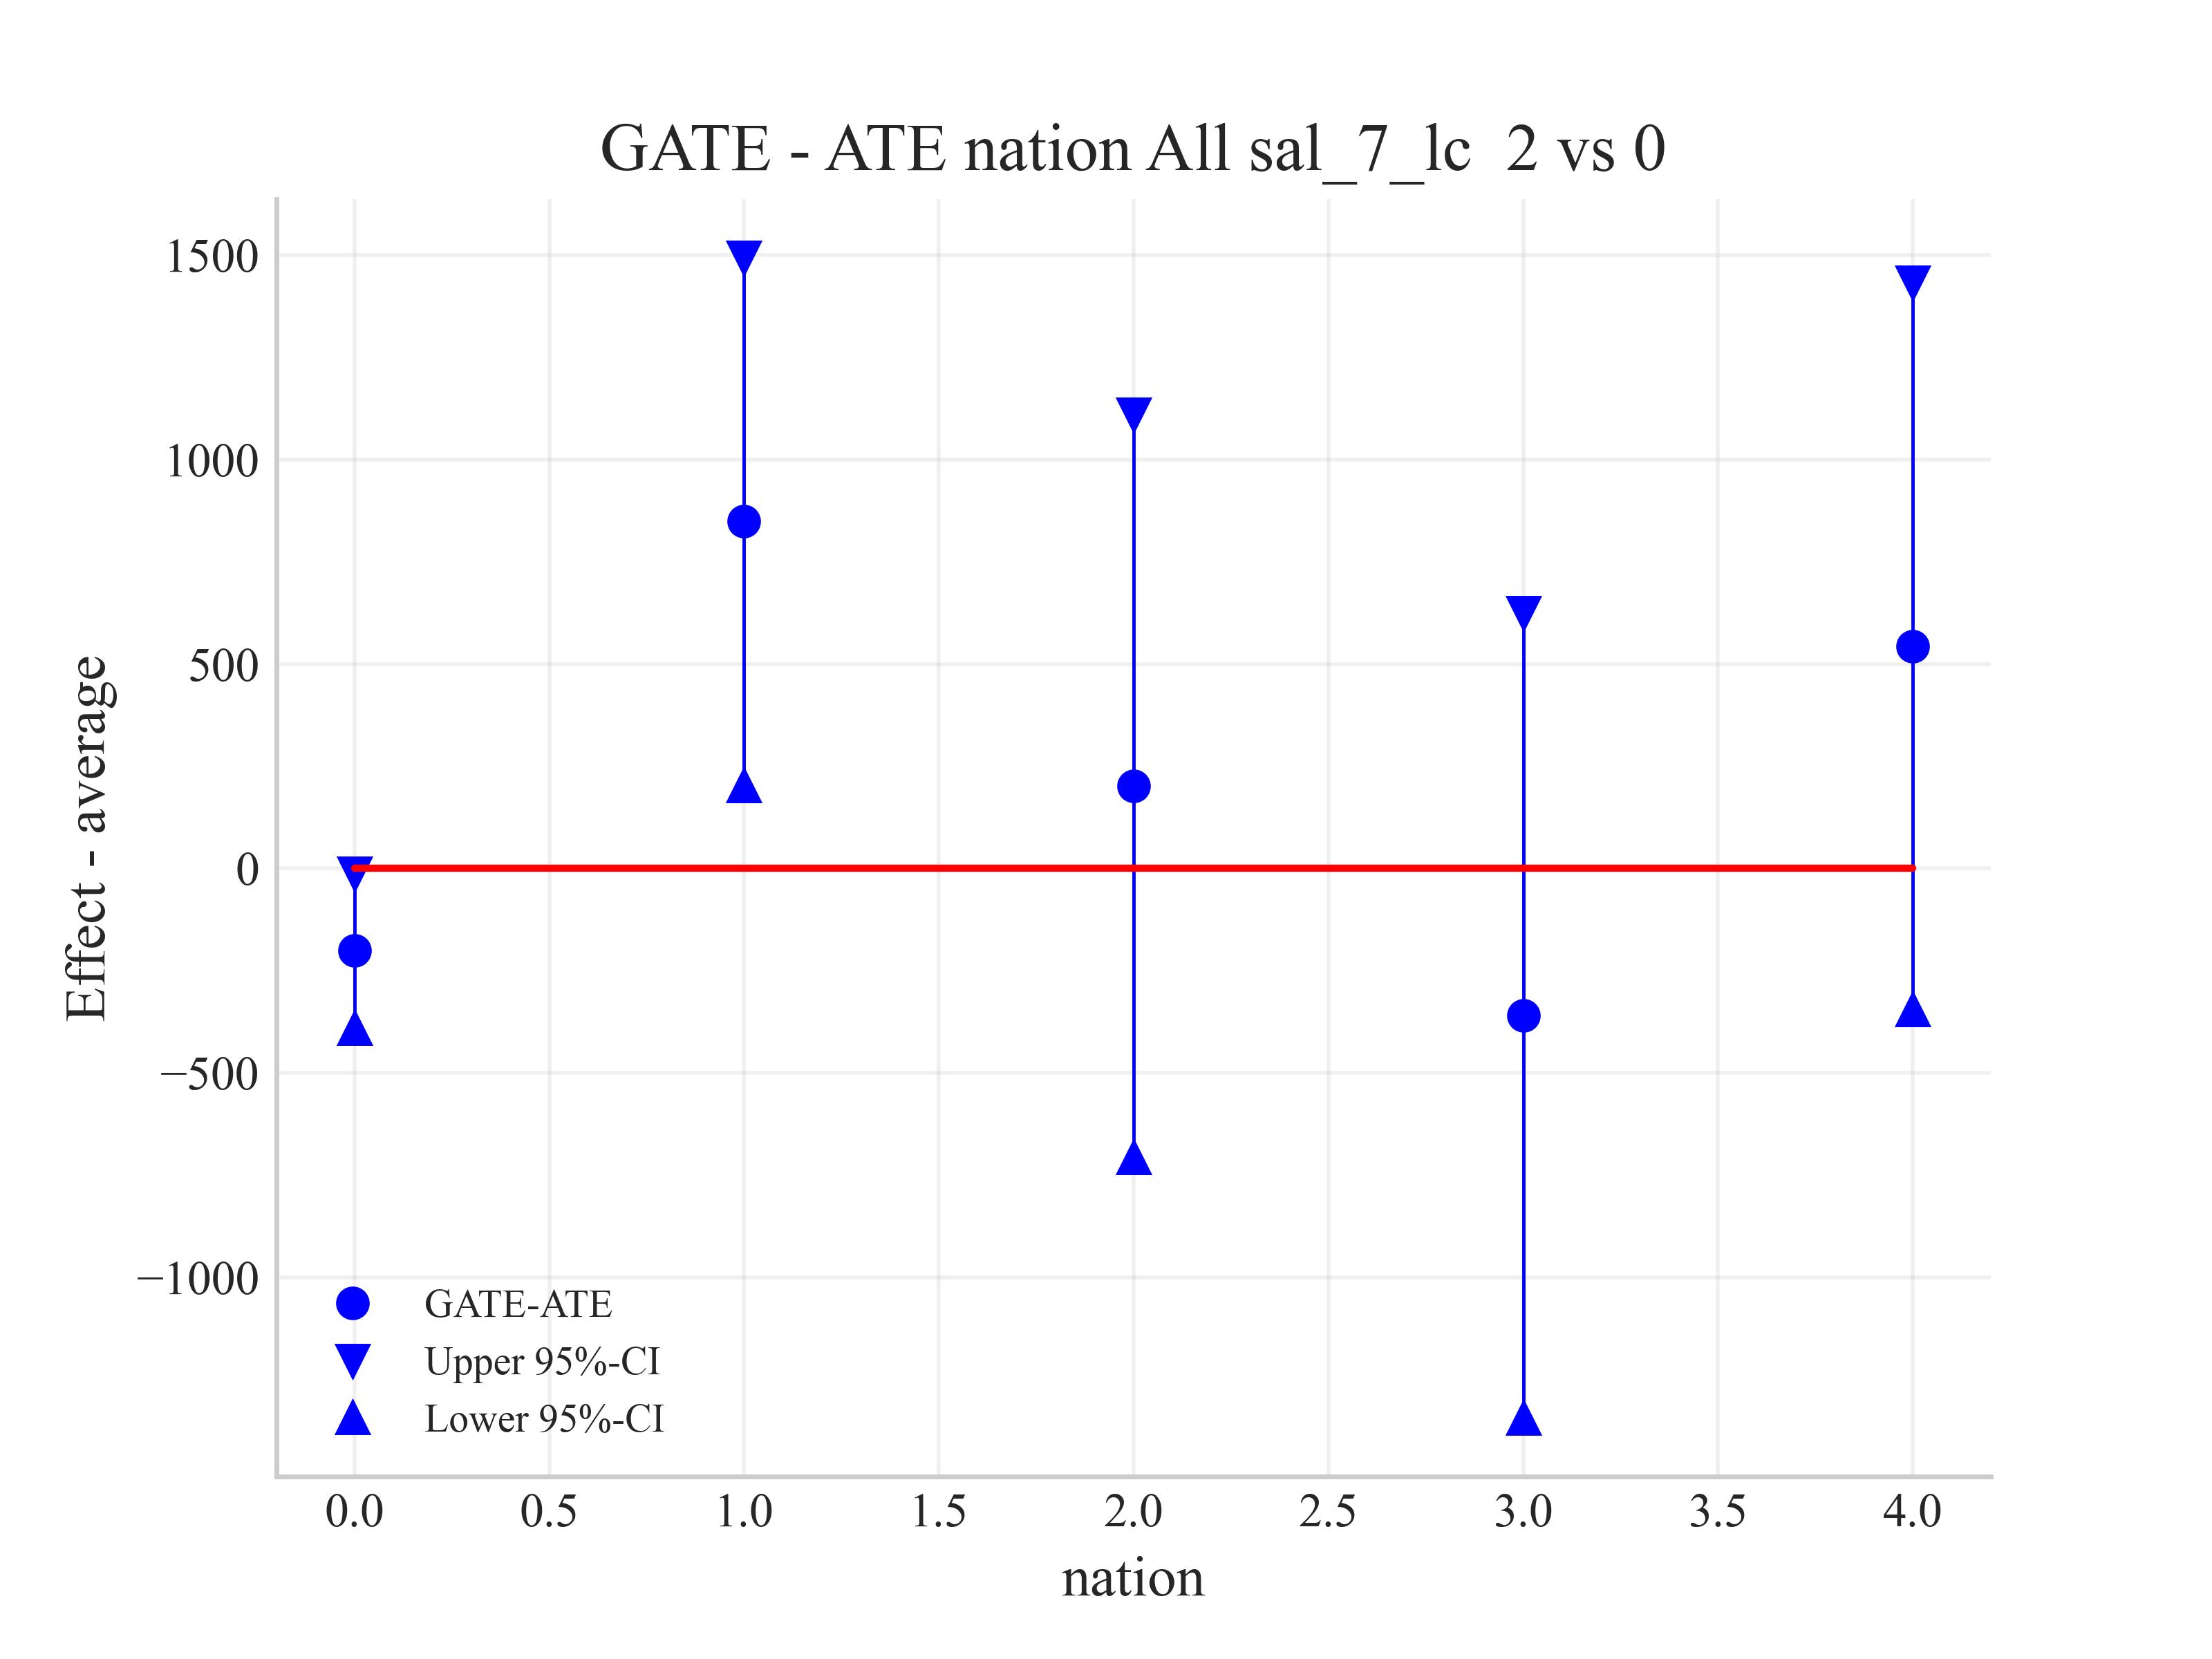 GATE - ATE nation All sal_7_lc  2 vs 0
Effect - average
1500
1000
500
0
−500
−1000
GATE-ATE
Upper 95%-CI
Lower 95%-CI
0.0 0.5 1.0 1.5 2.0 2.5 3.0 3.5 4.0
nation